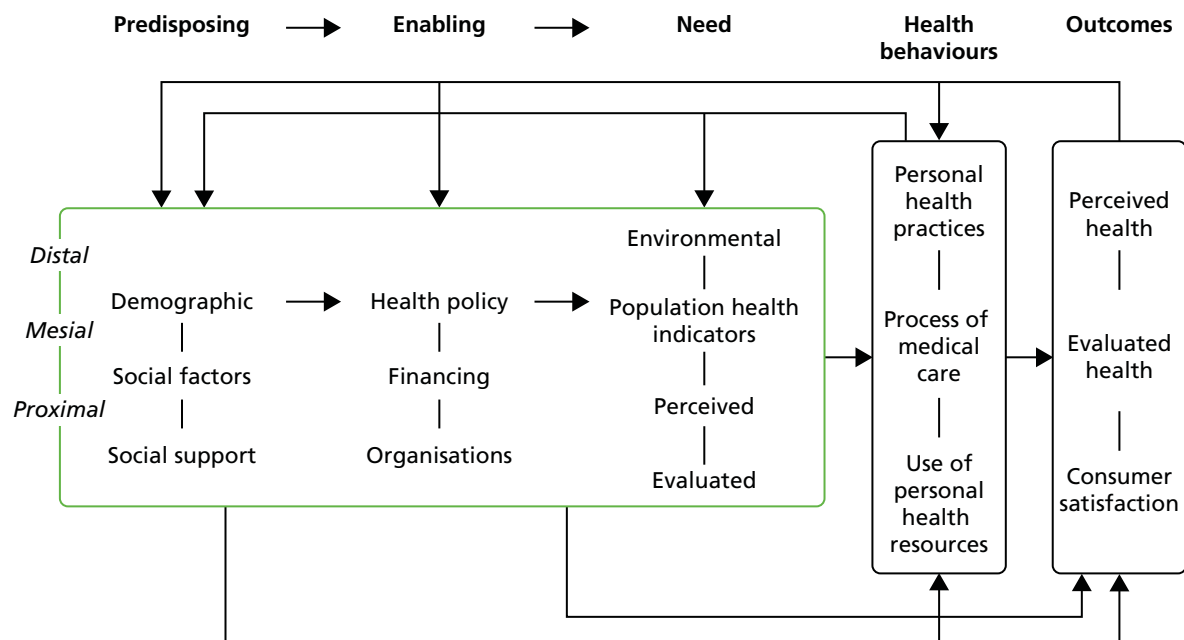 Predisposing
Enabling
Need
Health
behaviours
Outcomes
Distal
Mesial
Proximal
Demographic
Social factors
Social support
Health policy
Financing
Organisations
Environmental
Population health
indicators
Perceived
Evaluated
Personal
health
practices
Process of
medical
care
Use of
personal
health
resources
Perceived
health
Evaluated
health
Consumer
satisfaction